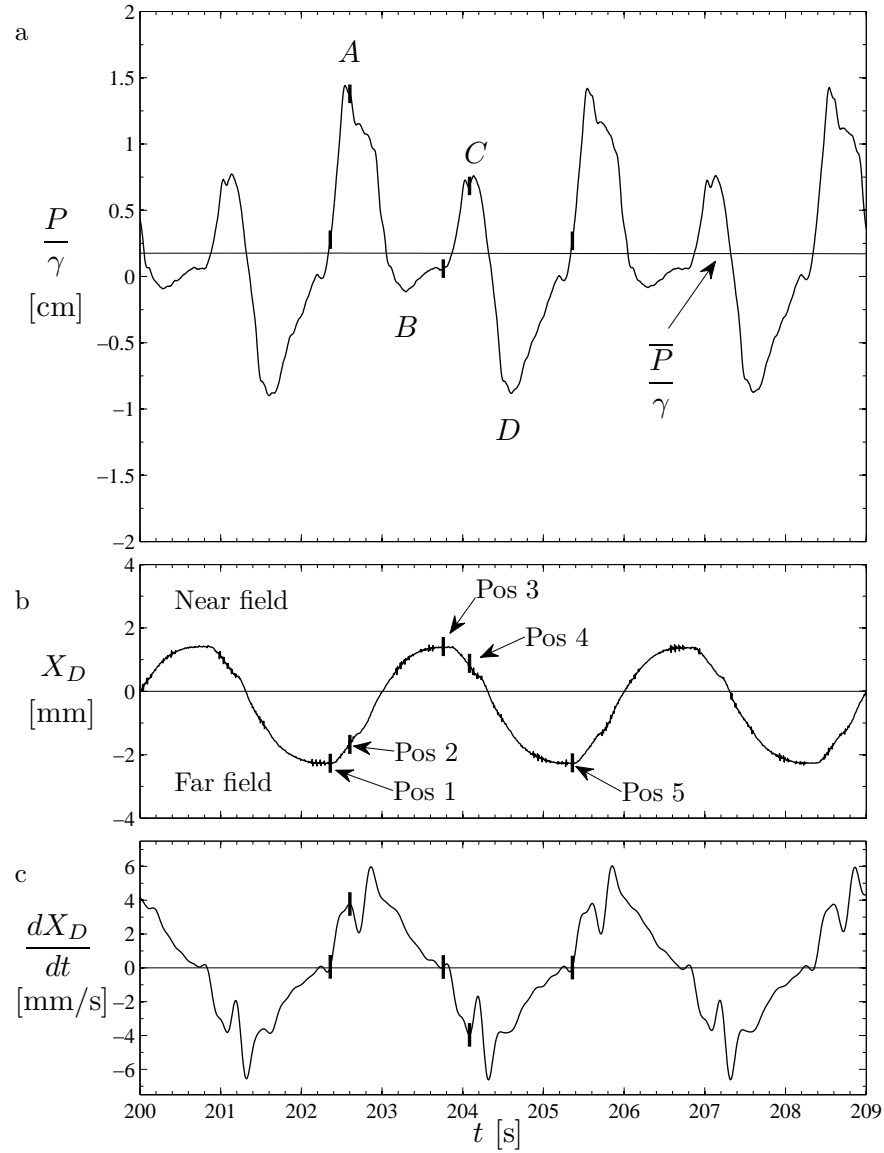 a
2
1.5
1
0.5
0
−0.5
−1
−1.5
−2
P
γ
[cm]
A
B
C
D
P̅
γ
b
4
2
0
−2
−4
X_D
[mm]
Near field
Far field
Pos 3
Pos 4
Pos 2
Pos 1
Pos 5
c
6
4
2
0
−2
−4
−6
dX_D
dt
[mm/s]
200 201 202 203 204 205 206 207 208 209
t [s]